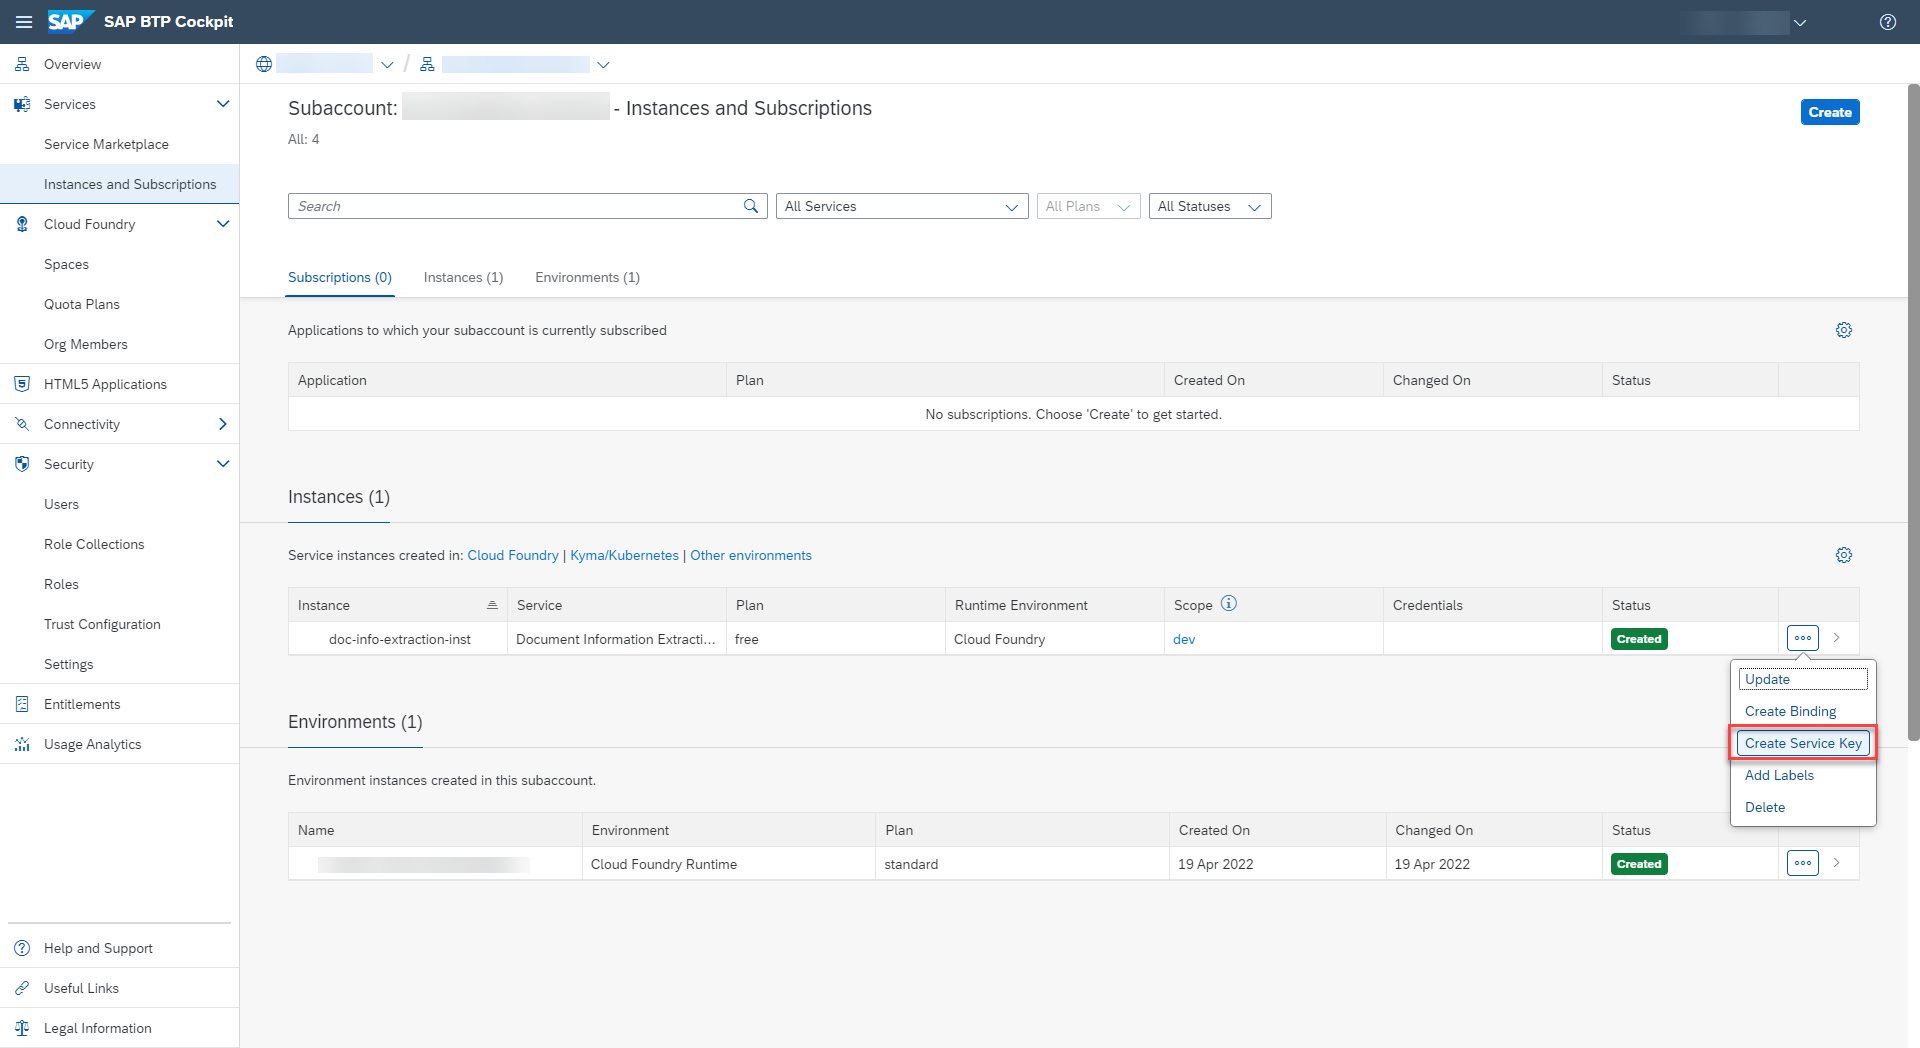 SAP SAP BTP Cockpit
Overview
Services
Service Marketplace
Instances and Subscriptions
Cloud Foundry
Spaces
Quota Plans
Org Members
HTML5 Applications
Connectivity
Security
Users
Role Collections
Roles
Trust Configuration
Settings
Entitlements
Usage Analytics
Help and Support
Useful Links
Legal Information
/
Subaccount: - Instances and Subscriptions
All: 4
Create
Search All Services All Plans All Statuses
Subscriptions (0) Instances (1) Environments (1)
Applications to which your subaccount is currently subscribed
Application Plan Created On Changed On Status
No subscriptions. Choose 'Create' to get started.
Instances (1)
Service instances created in: Cloud Foundry | Kyma/Kubernetes | Other environments
Instance Service Plan Runtime Environment Scope Credentials Status
doc-info-extraction-inst Document Information Extracti... free Cloud Foundry dev Created
Update
Create Binding
Create Service Key
Add Labels
Delete
Environments (1)
Environment instances created in this subaccount.
Name Environment Plan Created On Changed On Status
Cloud Foundry Runtime standard 19 Apr 2022 19 Apr 2022 Created